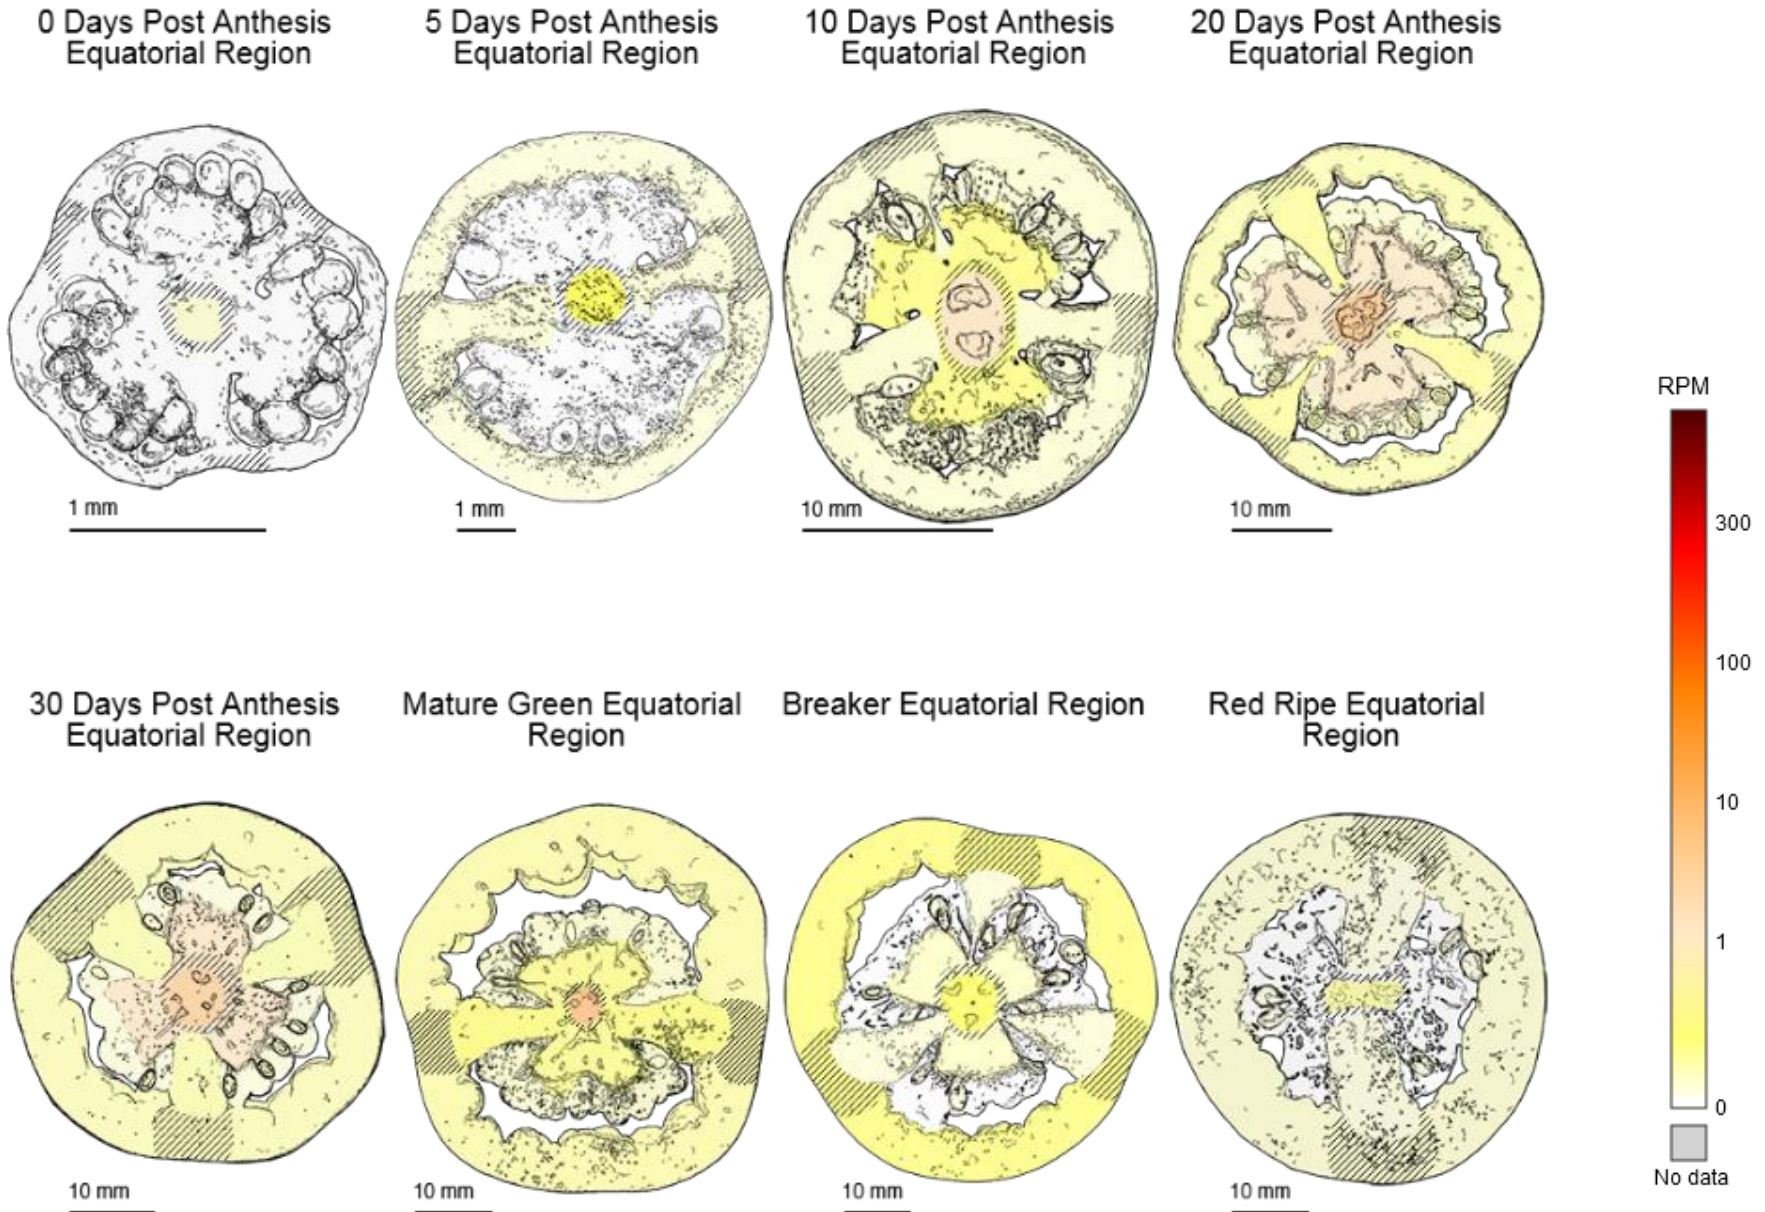 0 Days Post Anthesis
Equatorial Region
5 Days Post Anthesis
Equatorial Region
10 Days Post Anthesis
Equatorial Region
20 Days Post Anthesis
Equatorial Region
1 mm
1 mm
10 mm
10 mm
RPM
300
100
10
1
0
No data
30 Days Post Anthesis
Equatorial Region
Mature Green Equatorial
Region
Breaker Equatorial Region
Red Ripe Equatorial
Region
10 mm
10 mm
10 mm
10 mm